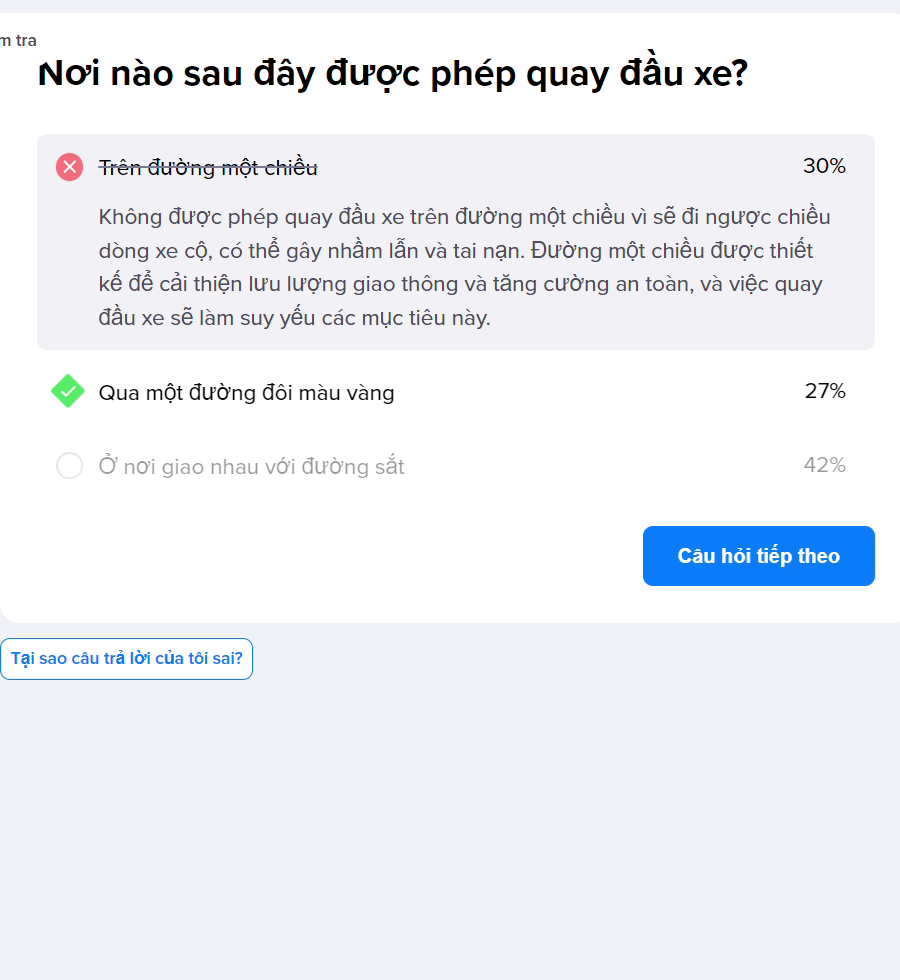 m tra
Nơi nào sau đây được phép quay đầu xe?
Trên đường một chiều 30%
Không được phép quay đầu xe trên đường một chiều vì sẽ đi ngược chiều
dòng xe cộ, có thể gây nhầm lẫn và tai nạn. Đường một chiều được thiết
kế để cải thiện lưu lượng giao thông và tăng cường an toàn, và việc quay
đầu xe sẽ làm suy yếu các mục tiêu này.
Qua một đường đôi màu vàng 27%
Ở nơi giao nhau với đường sắt 42%
Câu hỏi tiếp theo
Tại sao câu trả lời của tôi sai?